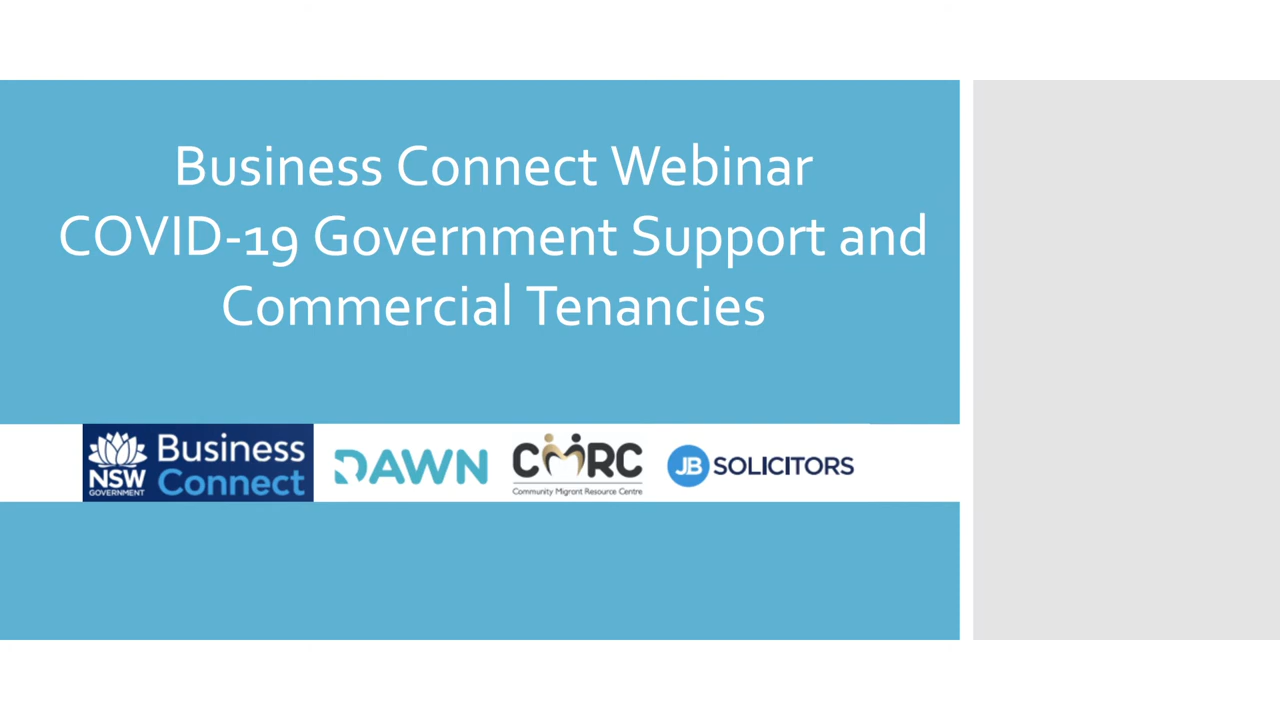 Business Connect Webinar
COVID-19 Government Support and
Commercial Tenancies
NSW
GOVERNMENT
Business
Connect
DAWN
CMRC
Community Migrant Resource Centre
JB SOLICITORS